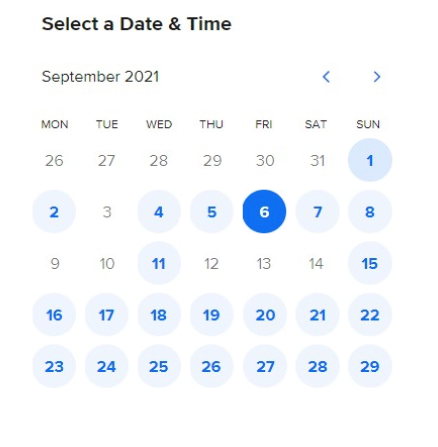 Select a Date & Time
September 2021
MON TUE WED THU FRI SAT SUN
26 27 28 29 30 31 1
2 3 4 5 6 7 8
9 10 11 12 13 14 15
16 17 18 19 20 21 22
23 24 25 26 27 28 29